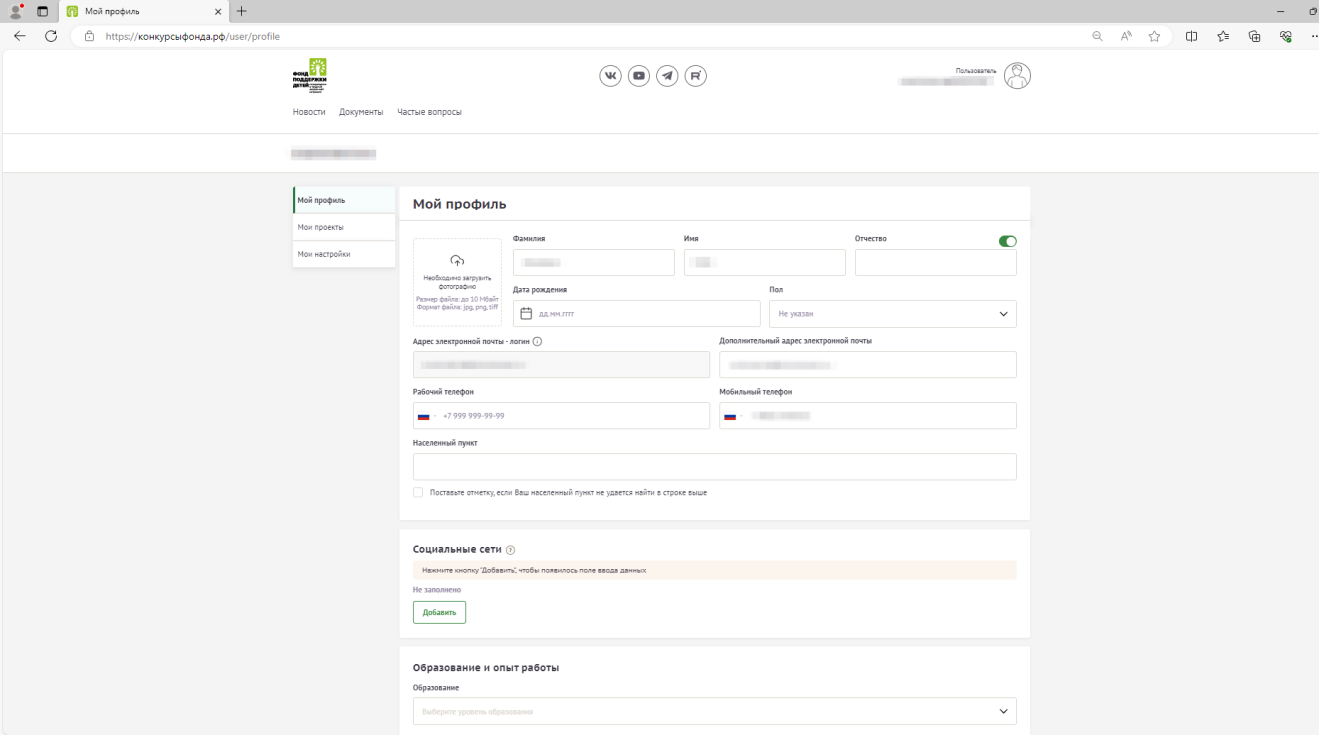 Мой профиль
https://конкурсыфонда.рф/user/profile
ФОНД
ПОДДЕРЖКИ
ДЕТЕЙ
Пользователь
Новости Документы Частые вопросы
Мой профиль
Мои проекты
Мои настройки
Мой профиль
Необходимо загрузить
фотографию
Размер файла: до 10 Мбайт
Формат файла: jpg, png, tiff
Фамилия Имя Отчество
Дата рождения Пол
дд.мм.гггг Не указан
Адрес электронной почты - логин Дополнительный адрес электронной почты
Рабочий телефон Мобильный телефон
+7 999 999-99-99
Населенный пункт
Поставьте отметку, если Ваш населенный пункт не удается найти в строке выше
Социальные сети
Нажмите кнопку "Добавить", чтобы появилось поле ввода данных
Не заполнено
Добавить
Образование и опыт работы
Образование
Выберите уровень образования